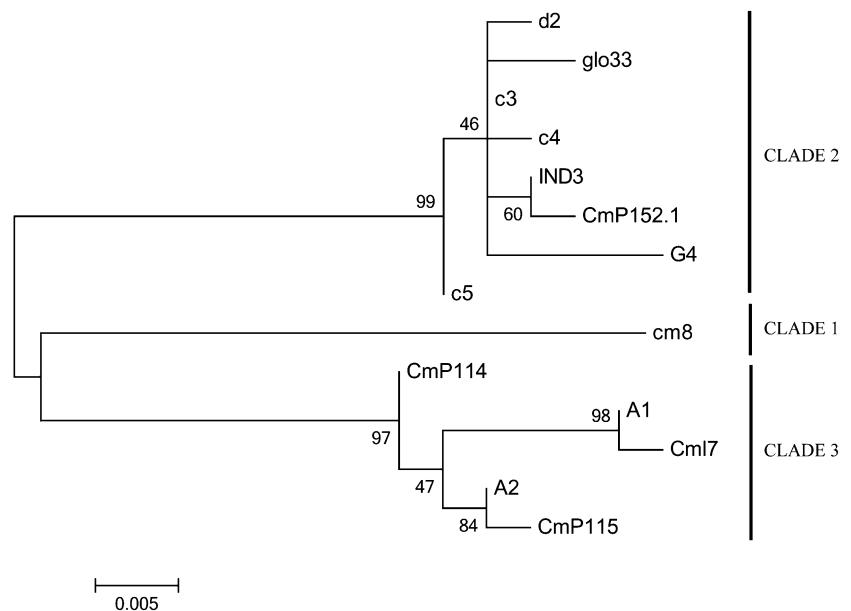 d2
glo33
c3
46
c4
IND3
CLADE 2
99
60
CmP152.1
G4
c5
cm8
CLADE 1
CmP114
98
A1
97
Cml7
CLADE 3
47
A2
84
CmP115
0.005